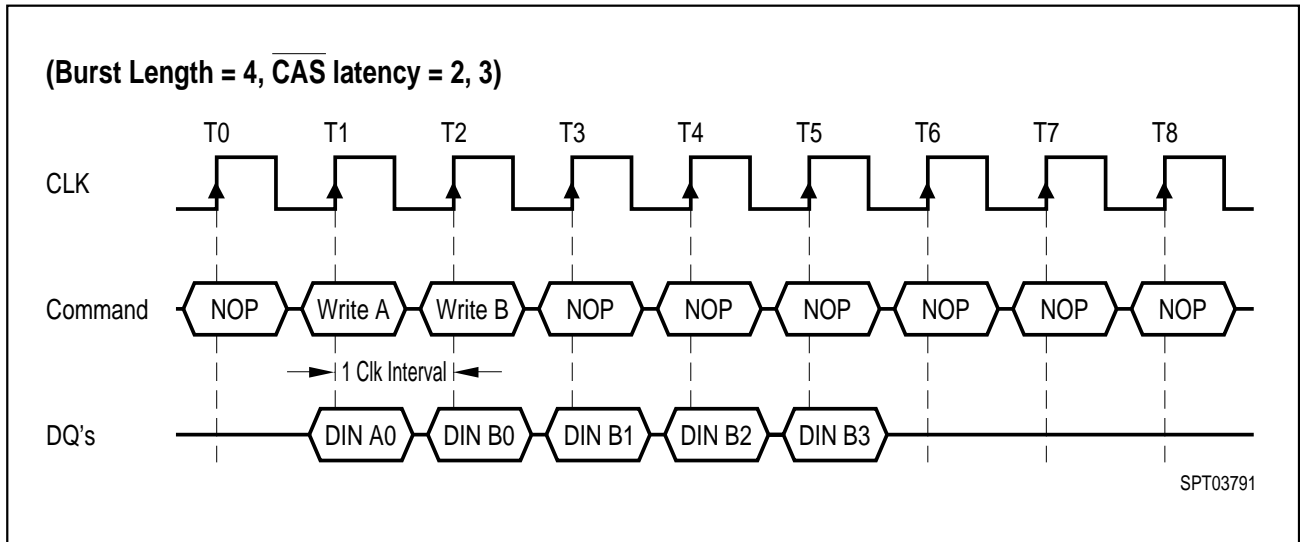 (Burst Length = 4, CAS latency = 2, 3)
T0 T1 T2 T3 T4 T5 T6 T7 T8
CLK
Command NOP Write A Write B NOP NOP NOP NOP NOP NOP
1 Clk Interval
DQ's DIN A0 DIN B0 DIN B1 DIN B2 DIN B3
SPT03791